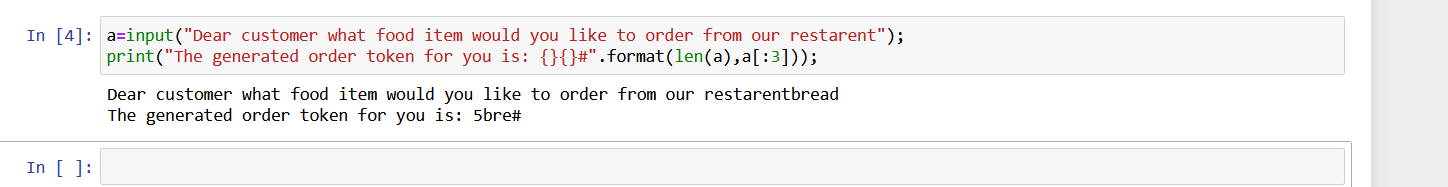 In [4]: a=input("Dear customer what food item would you like to order from our restarent");
print("The generated order token for you is: {}{}#".format(len(a),a[:3]));
Dear customer what food item would you like to order from our restarentbread
The generated order token for you is: 5bre#
In [ ]: